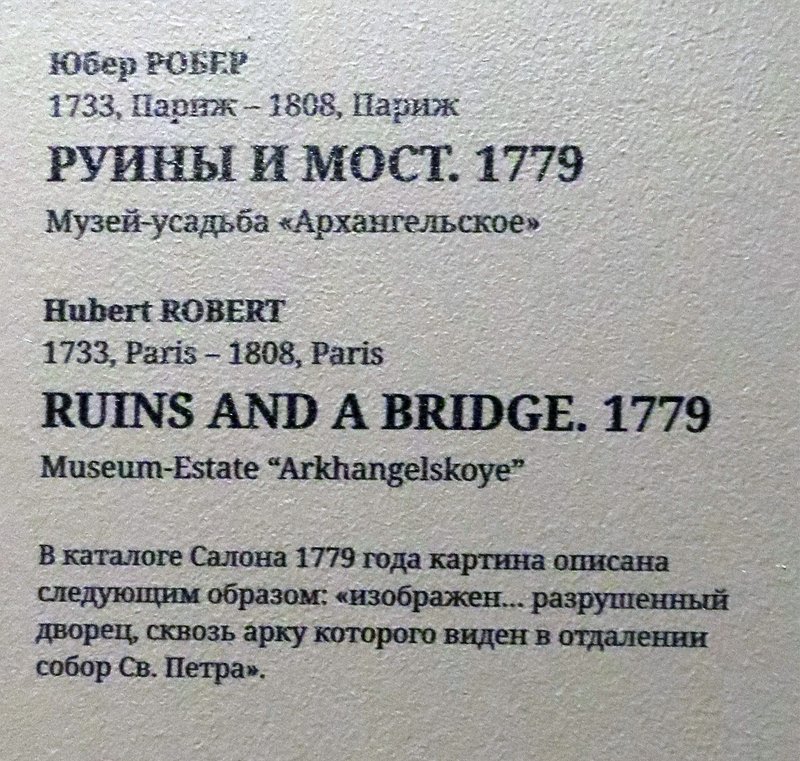 Юбер РОБЕР
1733, Париж – 1808, Париж
РУИНЫ И МОСТ. 1779
Музей-усадьба «Архангельское»
Hubert ROBERT
1733, Paris – 1808, Paris
RUINS AND A BRIDGE. 1779
Museum-Estate “Arkhangelskoye”
В каталоге Салона 1779 года картина описана
следующим образом: «изображен... разрушенный
дворец, сквозь арку которого виден в отдалении
собор Св. Петра».